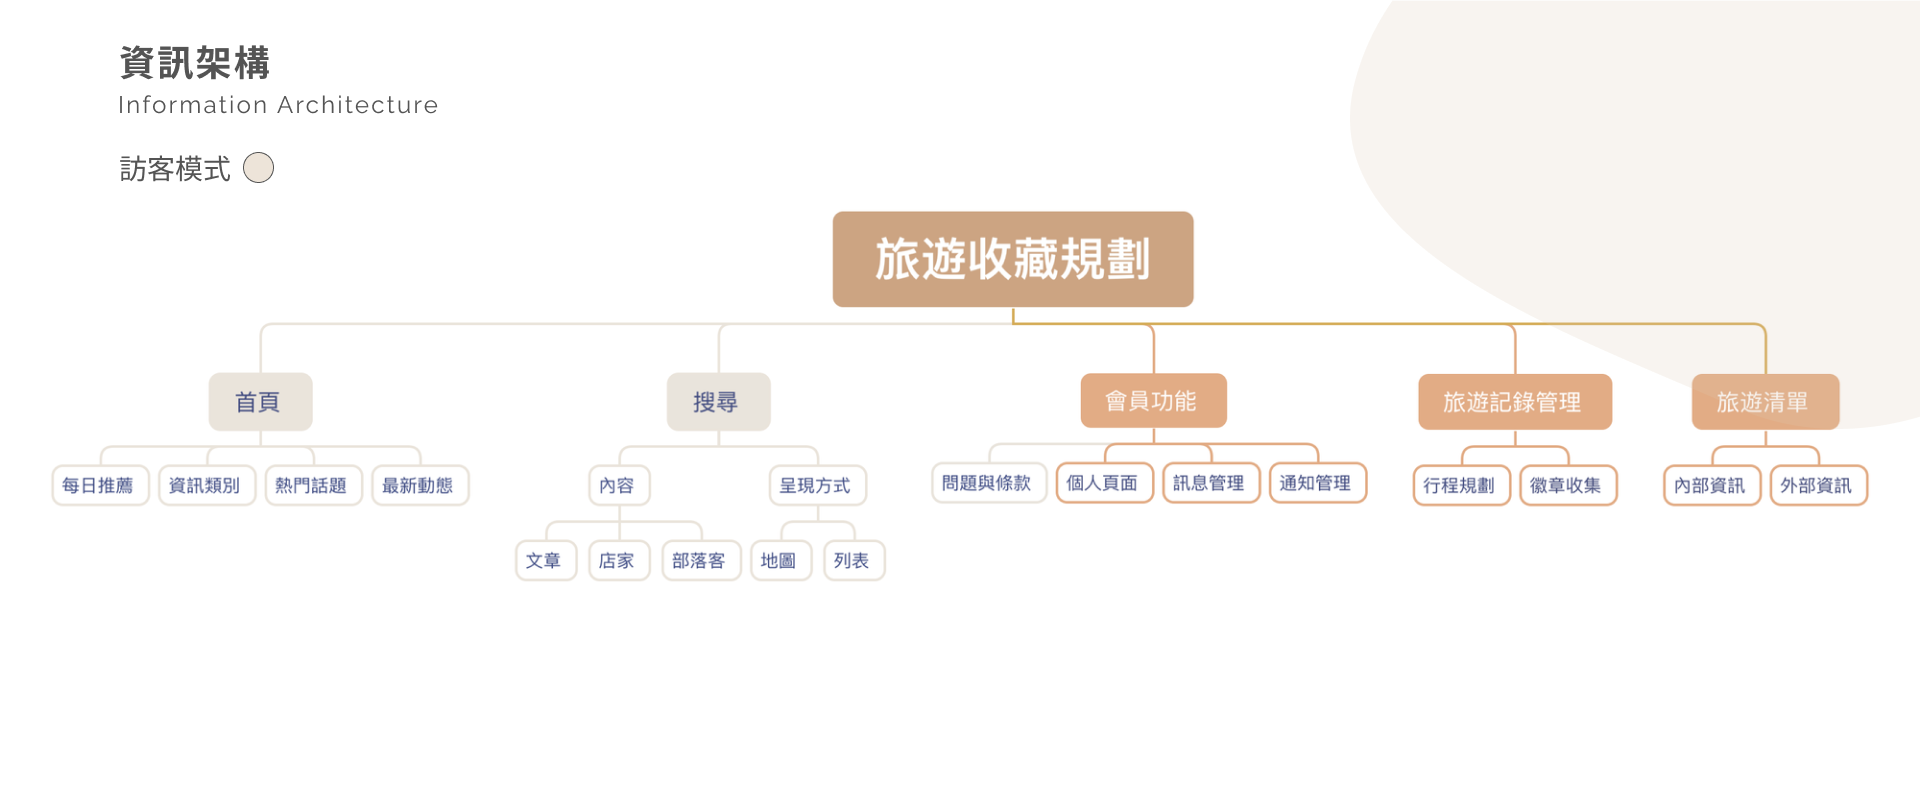 資訊架構
Information Architecture
訪客模式
旅遊收藏規劃
首頁
搜尋
會員功能
旅遊記錄管理
旅遊清單
每日推薦
資訊類別
熱門話題
最新動態
內容
呈現方式
問題與條款
個人頁面
訊息管理
通知管理
行程規劃
徽章收集
內部資訊
外部資訊
文章
店家
部落客
地圖
列表